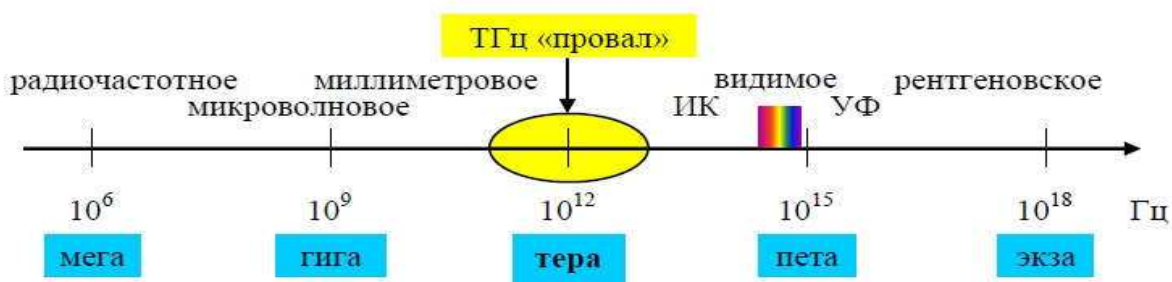 ТГц «провал»
радиочастотное миллиметровое видимое рентгеновское
микроволновое ИК УФ
10⁶ 10⁹ 10¹² 10¹⁵ 10¹⁸ Гц
мега гига тера пета экза